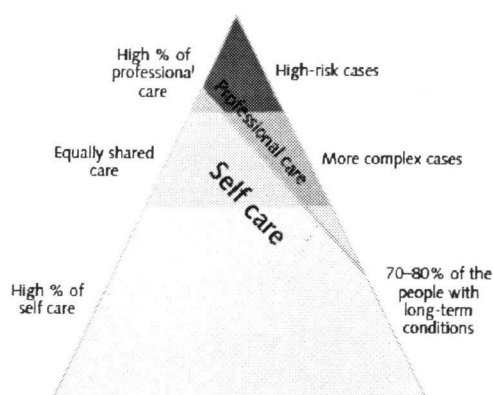 High % of
professional
care
High-risk cases
Professional care
Equally shared
care
More complex cases
Self care
High % of
self care
70–80% of the
people with
long-term
conditions